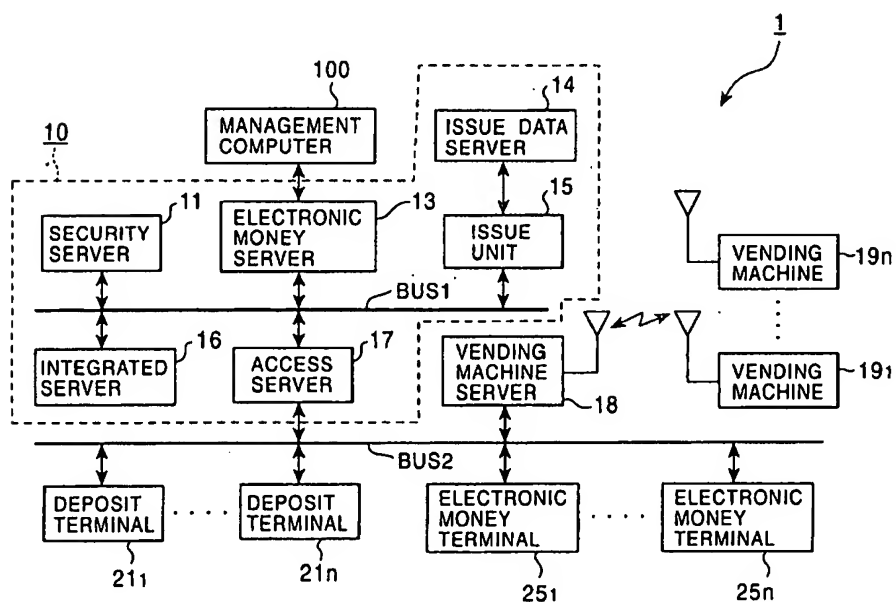 1
100
MANAGEMENT
COMPUTER
14
ISSUE DATA
SERVER
10
11
SECURITY
SERVER
13
ELECTRONIC
MONEY
SERVER
15
ISSUE
UNIT
VENDING
MACHINE
19n
BUS1
16
INTEGRATED
SERVER
17
ACCESS
SERVER
VENDING
MACHINE
SERVER
18
VENDING
MACHINE
191
BUS2
DEPOSIT
TERMINAL
211
DEPOSIT
TERMINAL
21n
ELECTRONIC
MONEY
TERMINAL
251
ELECTRONIC
MONEY
TERMINAL
25n